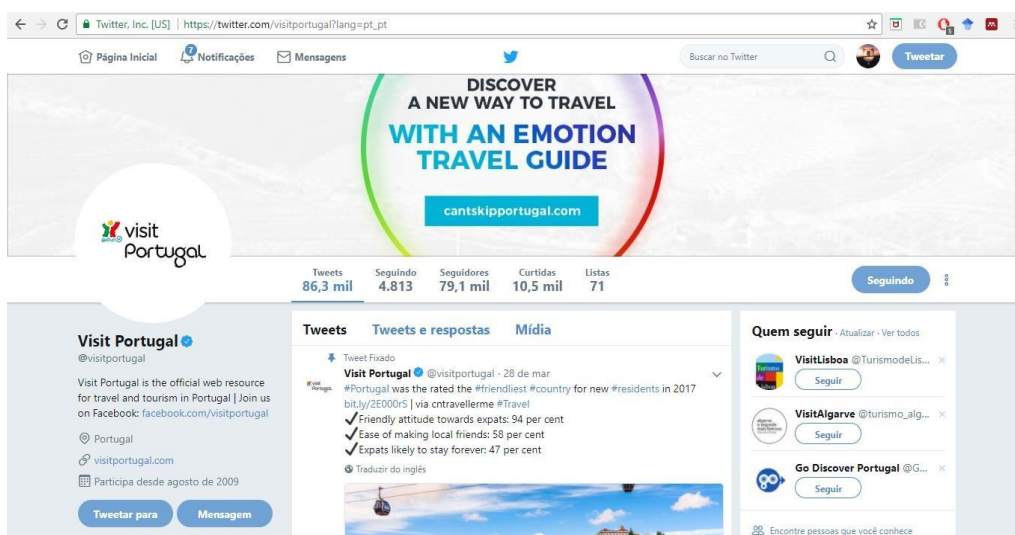 Twitter, Inc. [US] | https://twitter.com/visitportugal?lang=pt_pt
Página Inicial
7
Notificações
Mensagens
Buscar no Twitter
Tweetar
DISCOVER
A NEW WAY TO TRAVEL
WITH AN EMOTION
TRAVEL GUIDE
cantskipportugal.com
visit
Portugal
Tweets Seguindo Seguidores Curtidas Listas
86,3 mil 4.813 79,1 mil 10,5 mil 71
Seguindo
Visit Portugal
@visitportugal
Visit Portugal is the official web resource
for travel and tourism in Portugal | Join us
on Facebook: facebook.com/visitportugal
Portugal
visitportugal.com
Participa desde agosto de 2009
Tweetar para
Mensagem
Tweets Tweets e respostas Mídia
Tweet Fixado
Visit Portugal @visitportugal · 28 de mar
#Portugal was the rated the #friendliest #country for new #residents in 2017
bit.ly/2E000rS | via cntravellerme #Travel
Friendly attitude towards expats: 94 per cent
Ease of making local friends: 58 per cent
Expats likely to stay forever: 47 per cent
Traduzir do inglês
Quem seguir · Atualizar · Ver todos
VisitLisboa @TurismodeLis...
Seguir
VisitAlgarve @turismo_alg...
Seguir
Go Discover Portugal @G...
Seguir
Encontre pessoas que você conhece